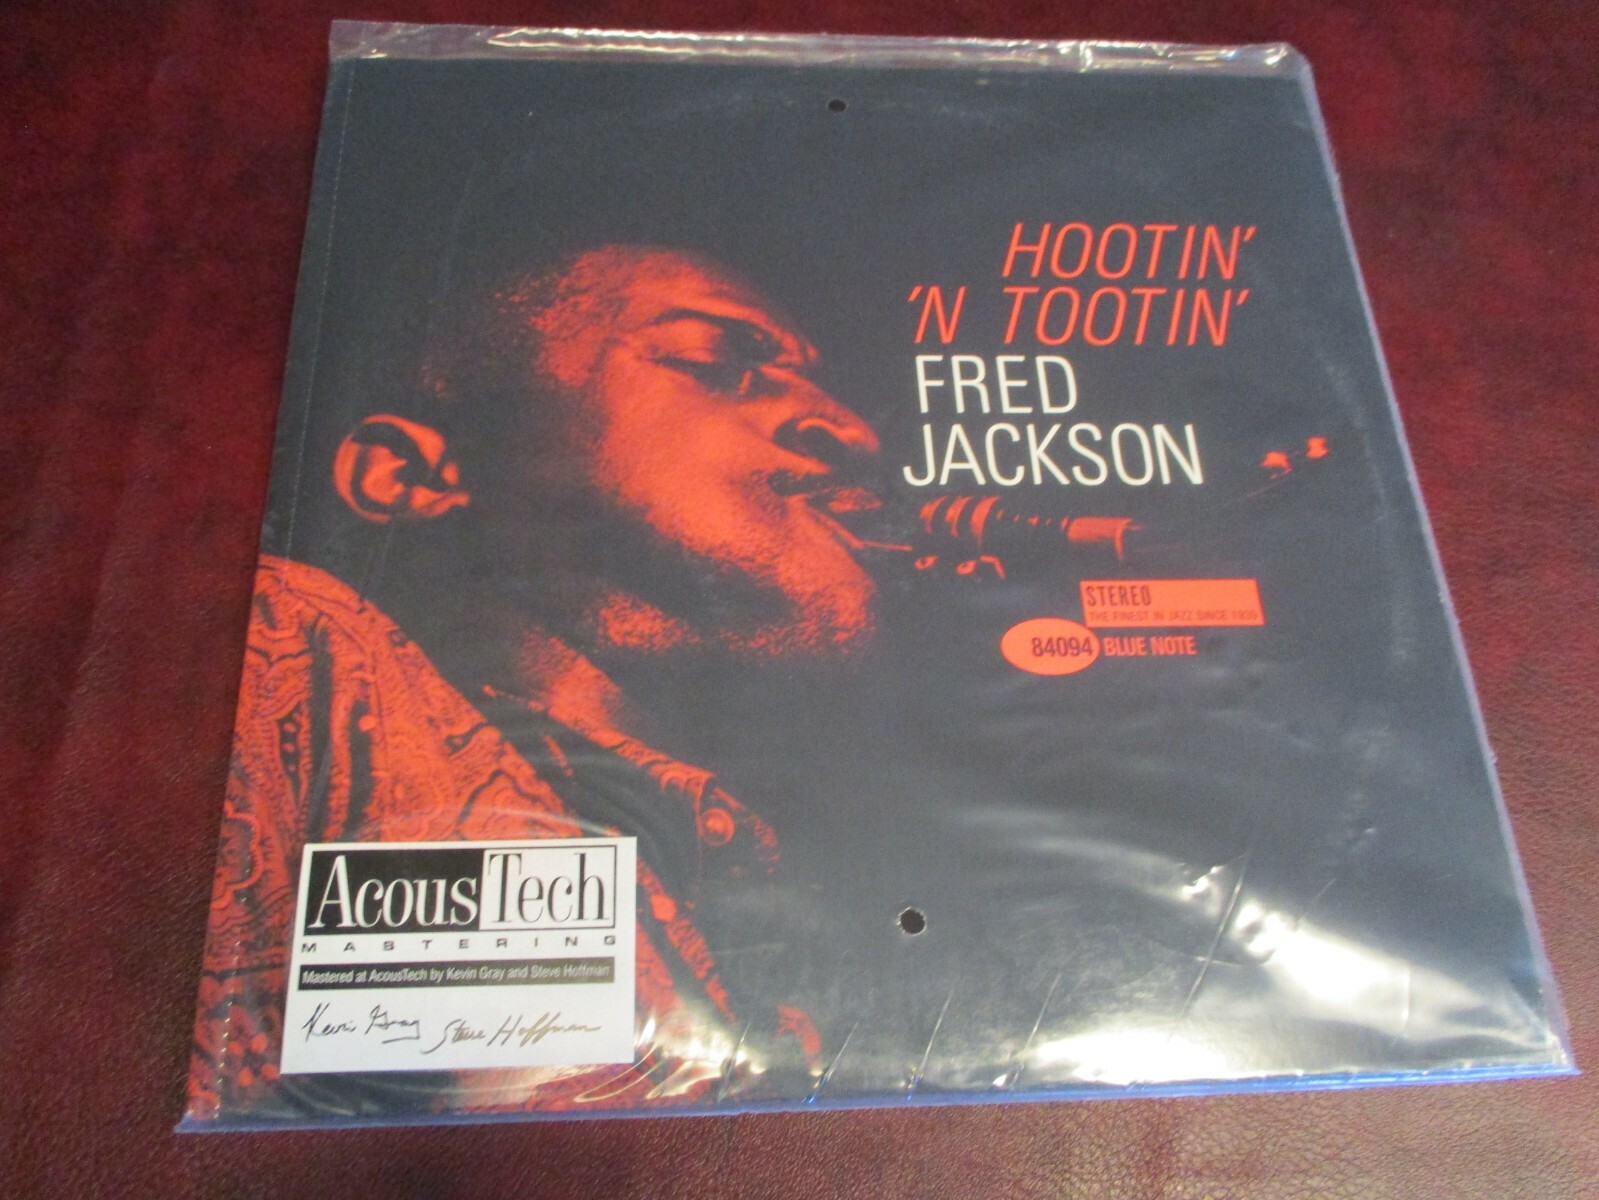 HOOTIN'
'N TOOTIN'
FRED
JACKSON
STEREO
THE FINEST IN JAZZ SINCE 1939
84094 BLUE NOTE
AcousTech
MASTERING
Mastered at AcousTech by Kevin Gray and Steve Hoffman
Kevin Gray Steve Hoffman